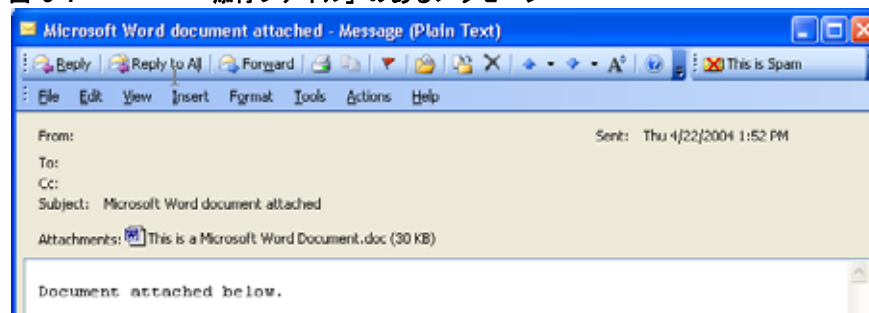 Microsoft Word document attached - Message (Plain Text)
Reply Reply to All Forward This is Spam
File Edit View Insert Format Tools Actions Help
From: Sent: Thu 4/22/2004 1:52 PM
To:
Cc:
Subject: Microsoft Word document attached
Attachments: This is a Microsoft Word Document.doc (30 KB)
Document attached below.